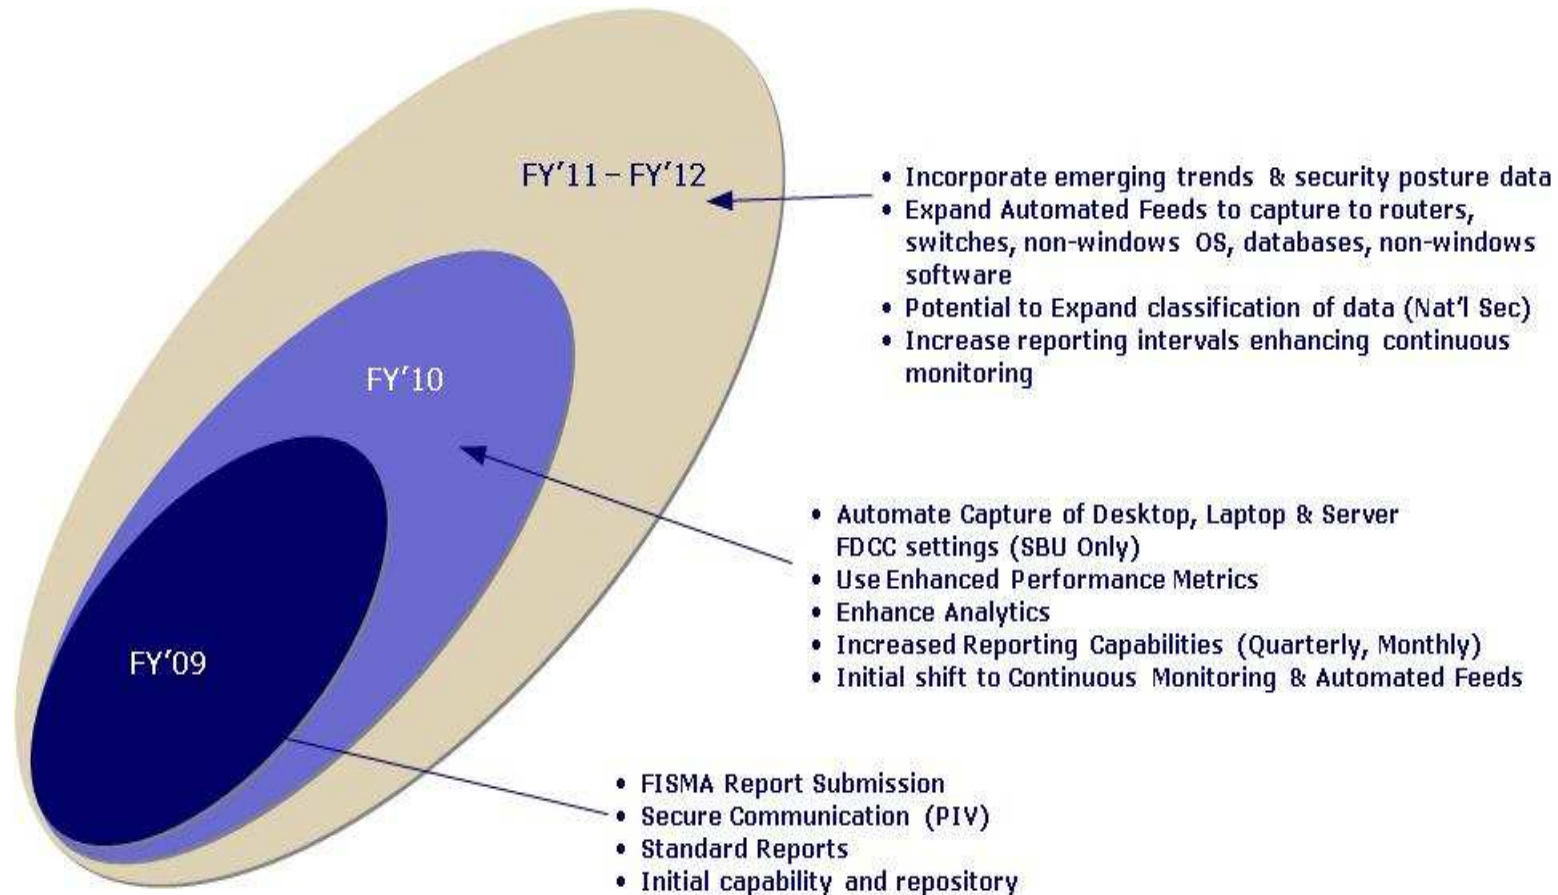 FY'11 – FY'12
• Incorporate emerging trends & security posture data
• Expand Automated Feeds to capture to routers,
switches, non-windows OS, databases, non-windows
software
• Potential to Expand classification of data (Nat'l Sec)
• Increase reporting intervals enhancing continuous
monitoring
FY'10
• Automate Capture of Desktop, Laptop & Server
FDCC settings (SBU Only)
• Use Enhanced Performance Metrics
• Enhance Analytics
• Increased Reporting Capabilities (Quarterly, Monthly)
• Initial shift to Continuous Monitoring & Automated Feeds
FY'09
• FISMA Report Submission
• Secure Communication (PIV)
• Standard Reports
• Initial capability and repository